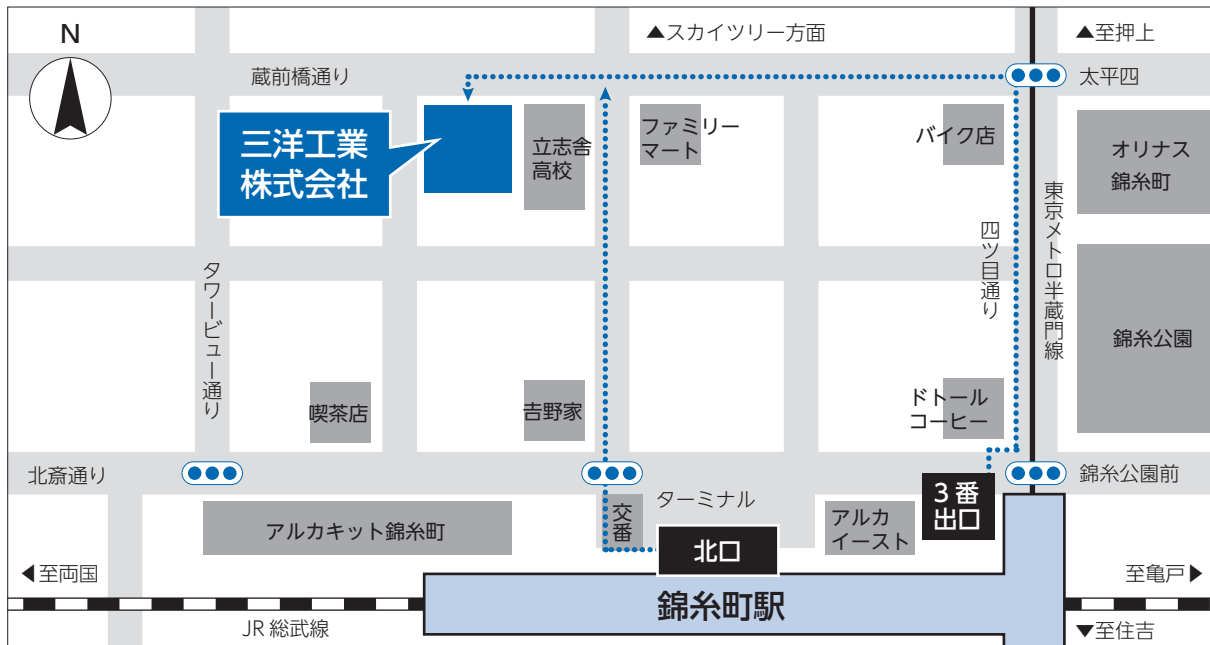 N
▲スカイツリー方面
▲至押上
蔵前橋通り
太平四
三洋工業
株式会社
立志舎
高校
ファミリー
マート
バイク店
オリナス
錦糸町
タワービュー通り
四ツ目通り
東京メトロ半蔵門線
錦糸公園
喫茶店
𠮷野家
ドトール
コーヒー
北斎通り
錦糸公園前
アルカキット錦糸町
交番
ターミナル
北口
アルカ
イースト
3番
出口
◀至両国
至亀戸▶
錦糸町駅
JR総武線
▼至住吉